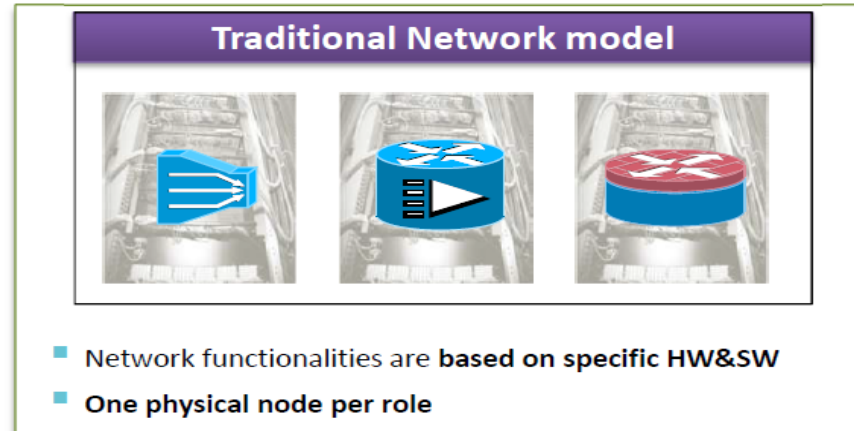 Traditional Network model
Network functionalities are based on specific HW&SW
One physical node per role